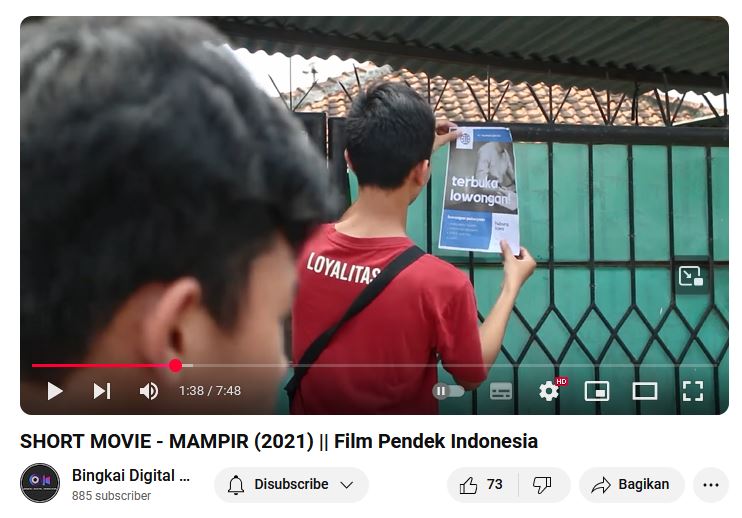 terbuka
lowongan!
LOYALITAS
1:38 / 7:48
HD
SHORT MOVIE - MAMPIR (2021) || Film Pendek Indonesia
Bingkai Digital ...
885 subscriber
Disubscribe
73
Bagikan